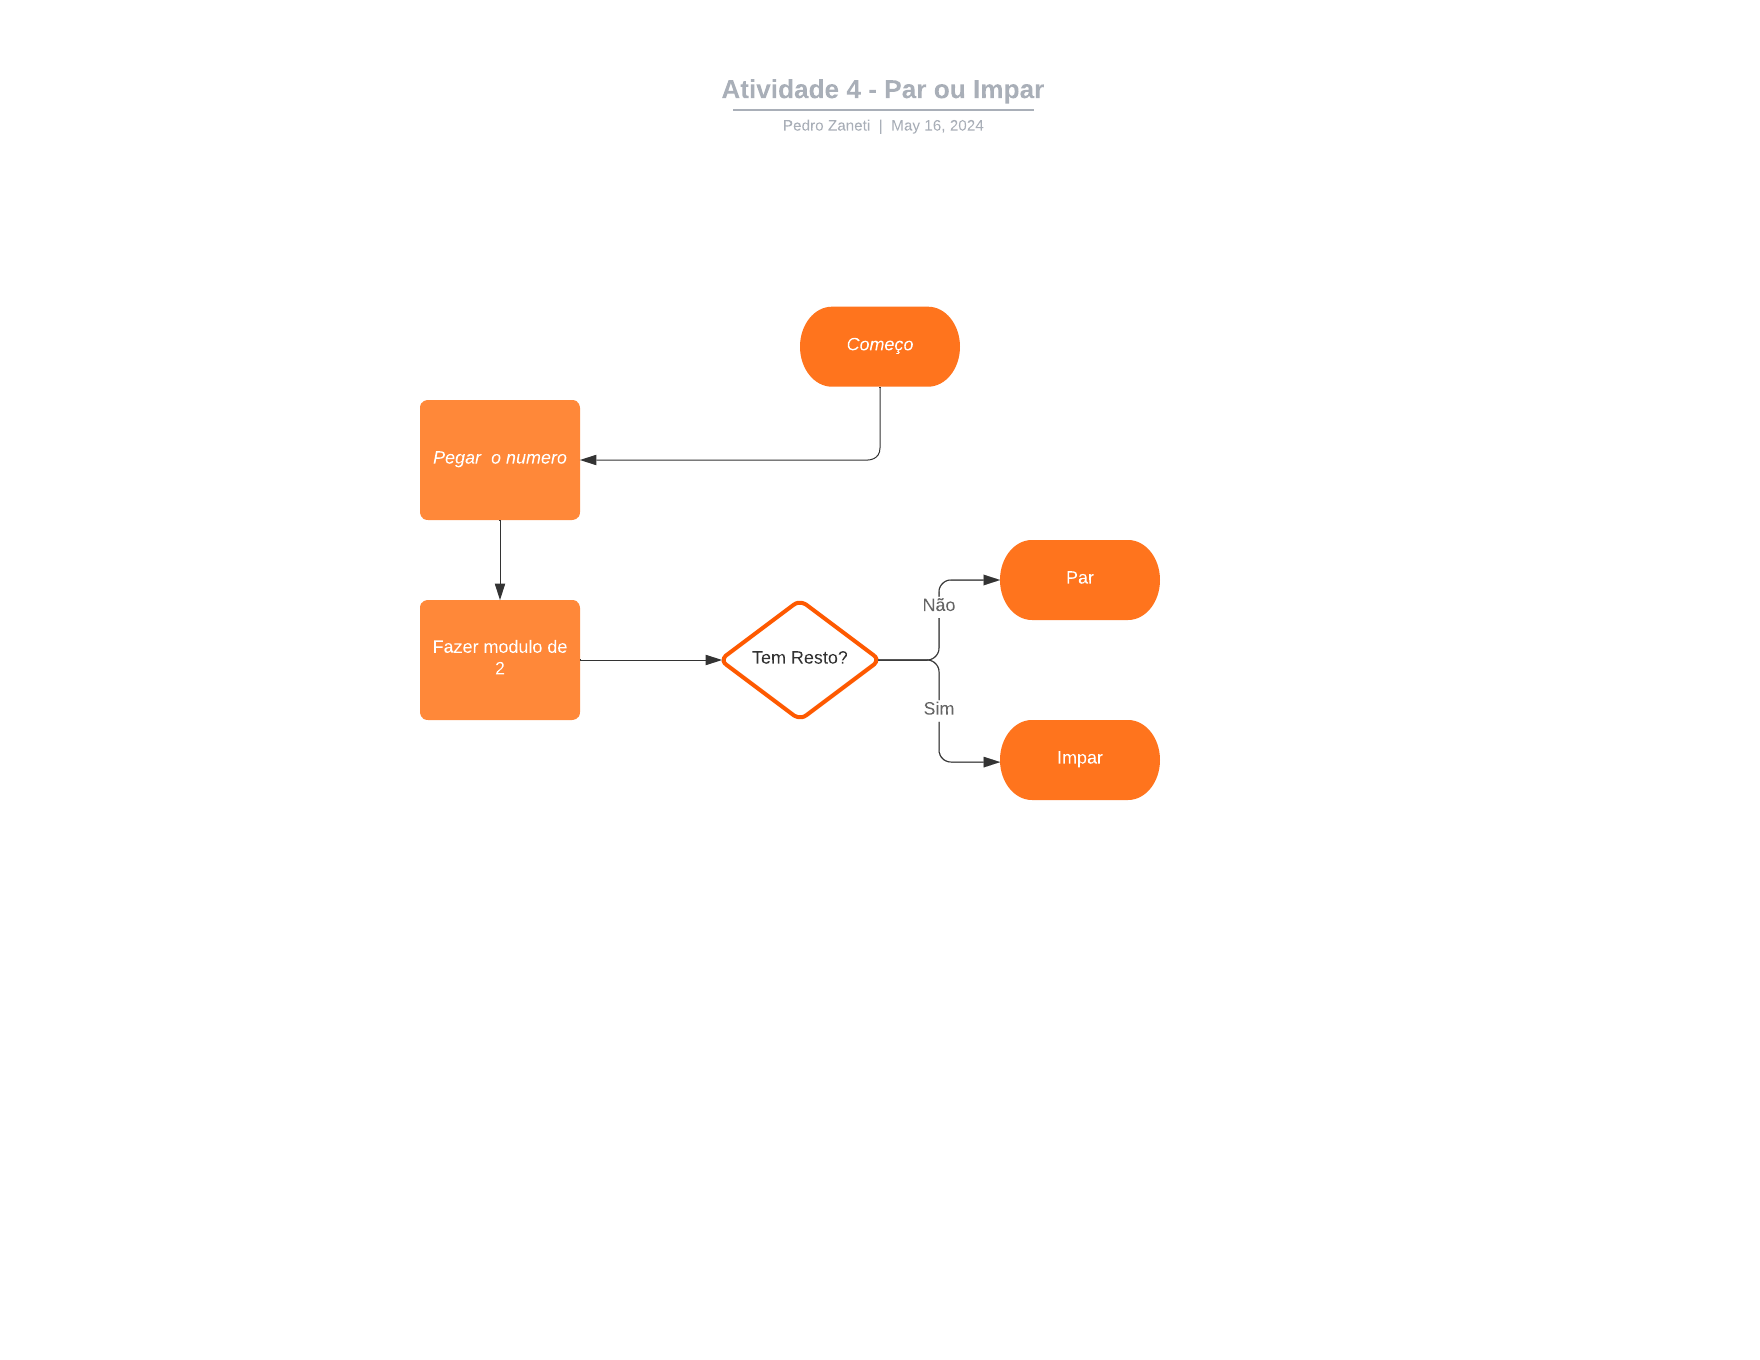 Atividade 4 - Par ou Impar
Pedro Zaneti | May 16, 2024
Começo
Pegar o numero
Fazer modulo de
2
Tem Resto?
Não
Par
Sim
Impar